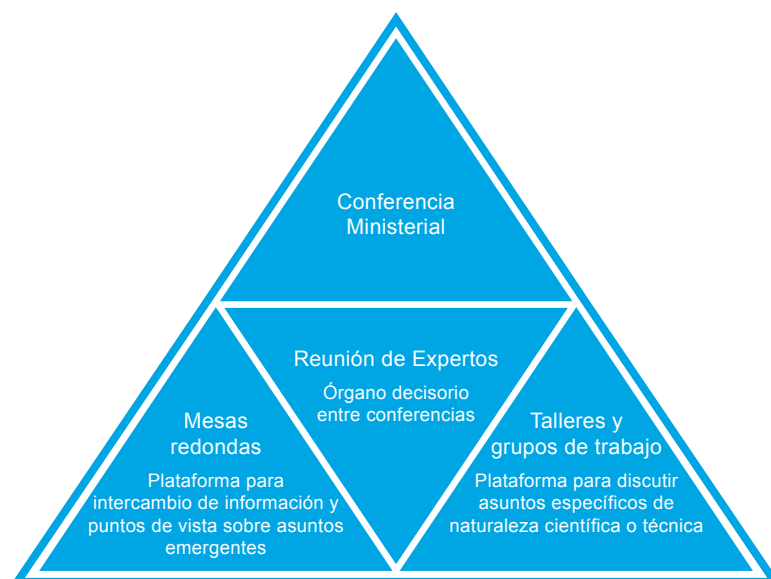 Conferencia
Ministerial
Reunión de Expertos
Órgano decisorio
entre conferencias
Mesas
redondas
Plataforma para
intercambio de información y
puntos de vista sobre asuntos
emergentes
Talleres y
grupos de trabajo
Plataforma para discutir
asuntos específicos de
naturaleza científica o técnica